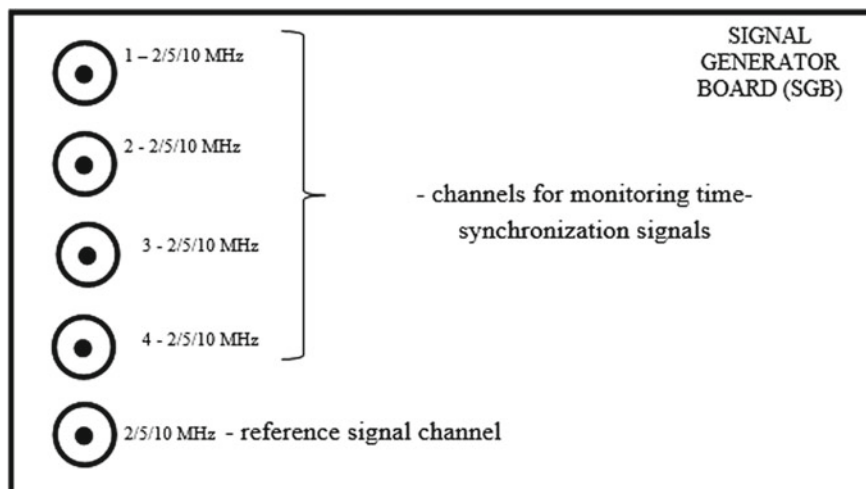 1 – 2/5/10 MHz
SIGNAL
GENERATOR
BOARD (SGB)
2 - 2/5/10 MHz
- channels for monitoring time-
synchronization signals
3 - 2/5/10 MHz
4 - 2/5/10 MHz
2/5/10 MHz - reference signal channel